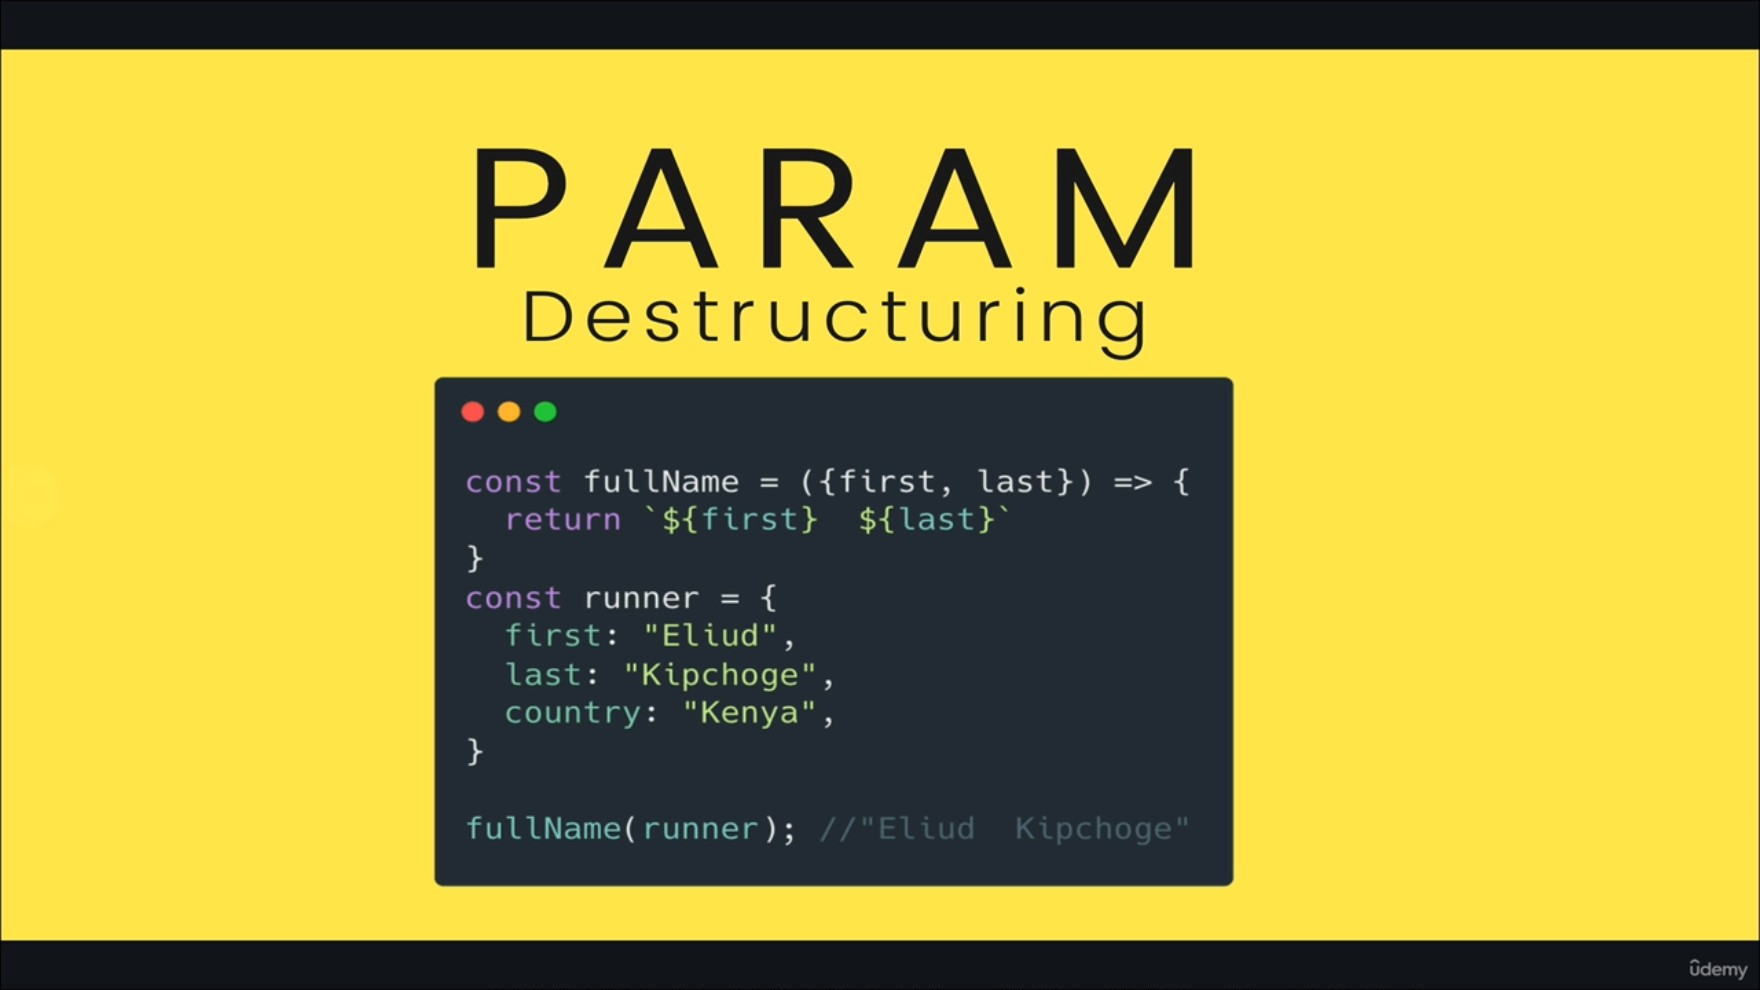 PARAM
Destructuring
const fullName = ({first, last}) => {
  return `${first}  ${last}`
}
const runner = {
  first: "Eliud",
  last: "Kipchoge",
  country: "Kenya",
}
fullName(runner); //"Eliud  Kipchoge"
ûdemy